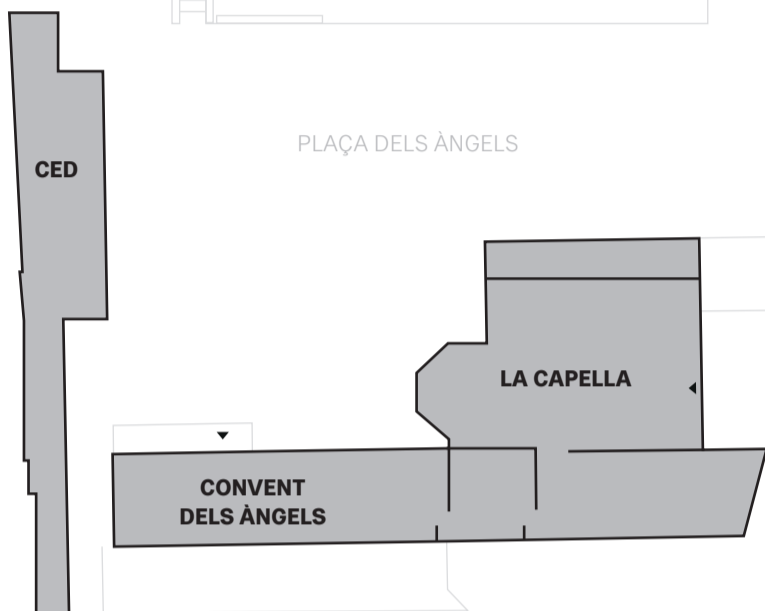 PLAÇA DELS ÀNGELS
CED
LA CAPELLA
CONVENT
DELS ÀNGELS